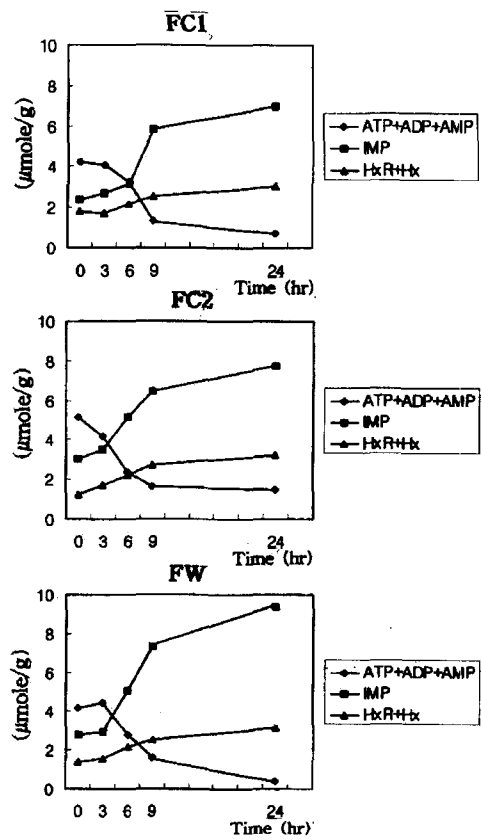 FC1
(μmole/g)
10
8
6
4
2
0
0 3 6 9 24
Time (hr)
ATP+ADP+AMP
IMP
HxR+Hx
FC2
(μmole/g)
10
8
6
4
2
0
0 3 6 9 24
Time (hr)
ATP+ADP+AMP
IMP
HxR+Hx
FW
(μmole/g)
10
8
6
4
2
0
0 3 6 9 24
Time (hr)
ATP+ADP+AMP
IMP
HxR+Hx